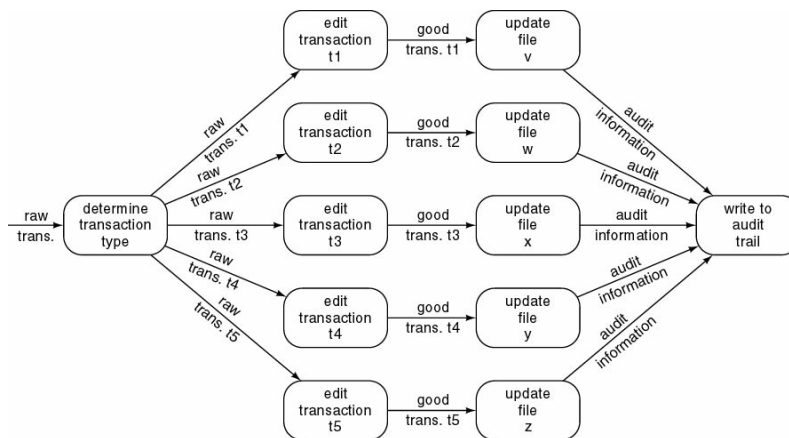 edit
transaction
t1
good
trans. t1
update
file
v
raw
trans. t1
audit
information
edit
transaction
t2
good
trans. t2
update
file
w
raw
trans. t2
audit
information
raw
trans.
determine
transaction
type
raw
trans. t3
edit
transaction
t3
good
trans. t3
update
file
x
audit
information
write to
audit
trail
raw
trans. t4
edit
transaction
t4
good
trans. t4
update
file
y
audit
information
raw
trans. t5
edit
transaction
t5
good
trans. t5
update
file
z
audit
information